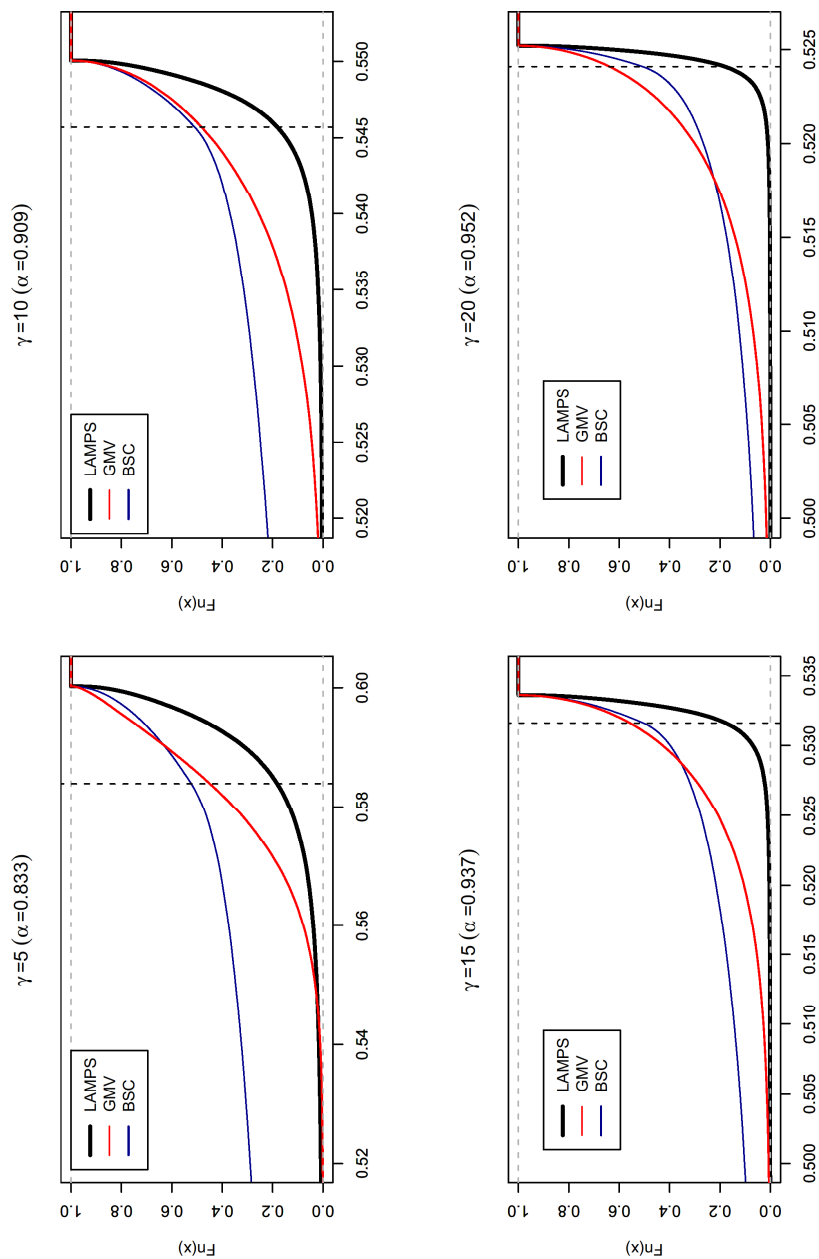 γ=5 (α=0.833)
Fn(x)
1.0
0.8
0.6
0.4
0.2
0.0
LAMPS
GMV
BSC
0.52
0.54
0.56
0.58
0.60
γ=10 (α=0.909)
Fn(x)
1.0
0.8
0.6
0.4
0.2
0.0
LAMPS
GMV
BSC
0.520
0.525
0.530
0.535
0.540
0.545
0.550
γ=15 (α=0.937)
Fn(x)
1.0
0.8
0.6
0.4
0.2
0.0
LAMPS
GMV
BSC
0.500
0.505
0.510
0.515
0.520
0.525
0.530
0.535
γ=20 (α=0.952)
Fn(x)
1.0
0.8
0.6
0.4
0.2
0.0
LAMPS
GMV
BSC
0.500
0.505
0.510
0.515
0.520
0.525